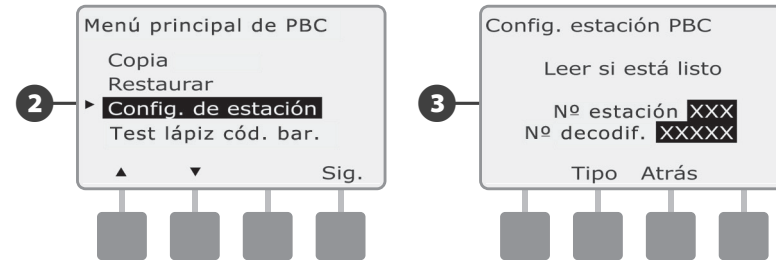 Menú principal de PBC
Copia
Restaurar
2
► Config. de estación
Test lápiz cód. bar.
▲ ▼ Sig.
Config. estación PBC
Leer si está listo
3
Nº estación XXX
Nº decodif. XXXXX
Tipo Atrás